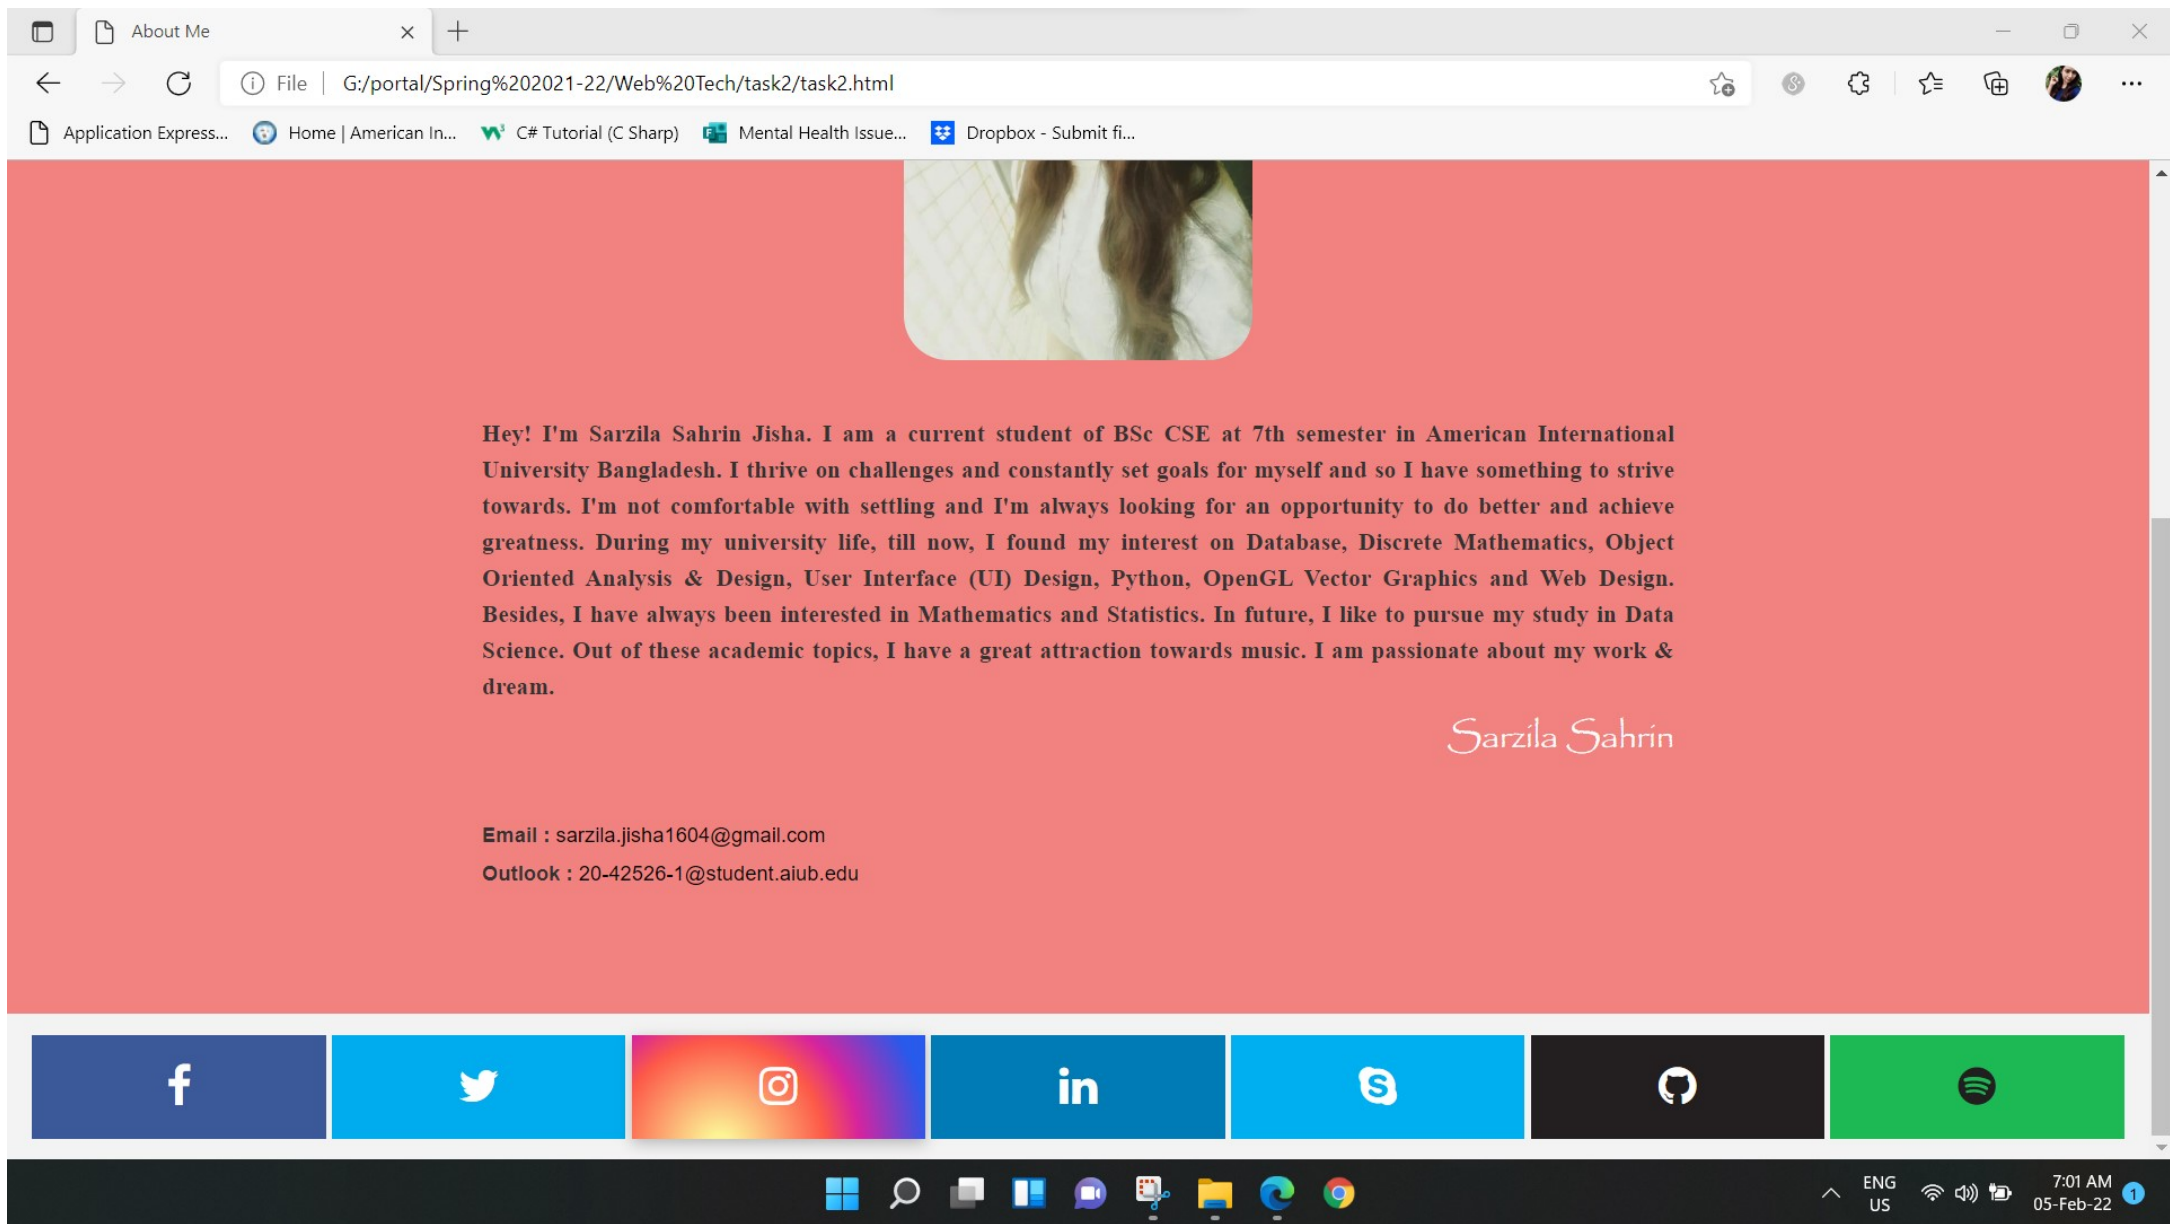 About Me
File
G:/portal/Spring%202021-22/Web%20Tech/task2/task2.html
Application Express...
Home | American In...
C# Tutorial (C Sharp)
Mental Health Issue...
Dropbox - Submit fi...
Hey! I'm Sarzila Sahrin Jisha. I am a current student of BSc CSE at 7th semester in American International
University Bangladesh. I thrive on challenges and constantly set goals for myself and so I have something to strive
towards. I'm not comfortable with settling and I'm always looking for an opportunity to do better and achieve
greatness. During my university life, till now, I found my interest on Database, Discrete Mathematics, Object
Oriented Analysis & Design, User Interface (UI) Design, Python, OpenGL Vector Graphics and Web Design.
Besides, I have always been interested in Mathematics and Statistics. In future, I like to pursue my study in Data
Science. Out of these academic topics, I have a great attraction towards music. I am passionate about my work &
dream.
Sarzila Sahrin
Email : sarzila.jisha1604@gmail.com
Outlook : 20-42526-1@student.aiub.edu
ENG
US
7:01 AM
05-Feb-22
1